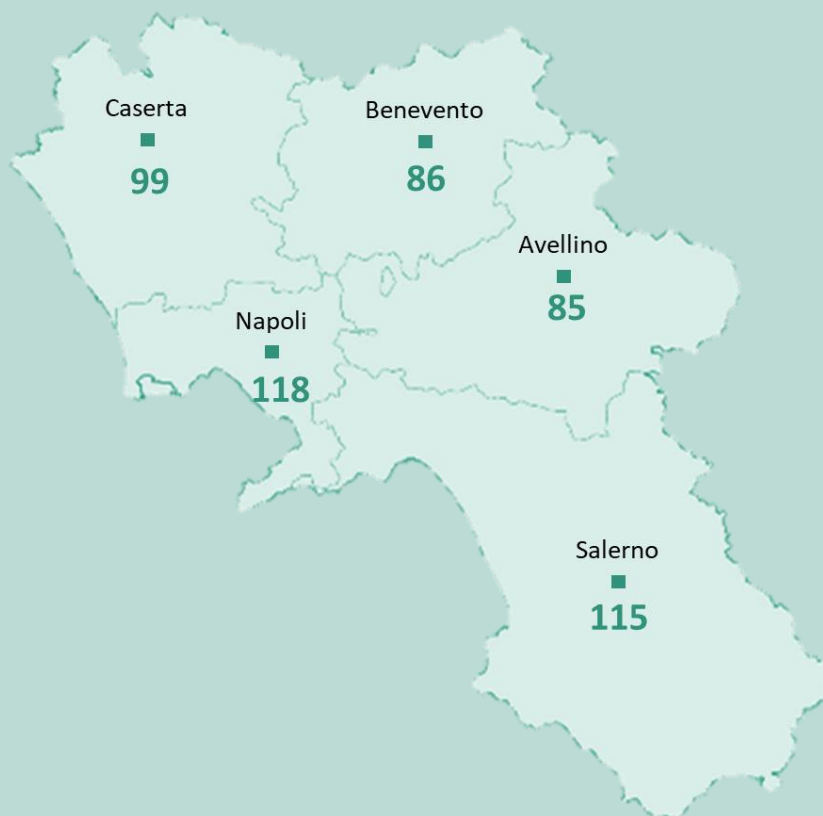 Caserta
99
Benevento
86
Avellino
85
Napoli
118
Salerno
115